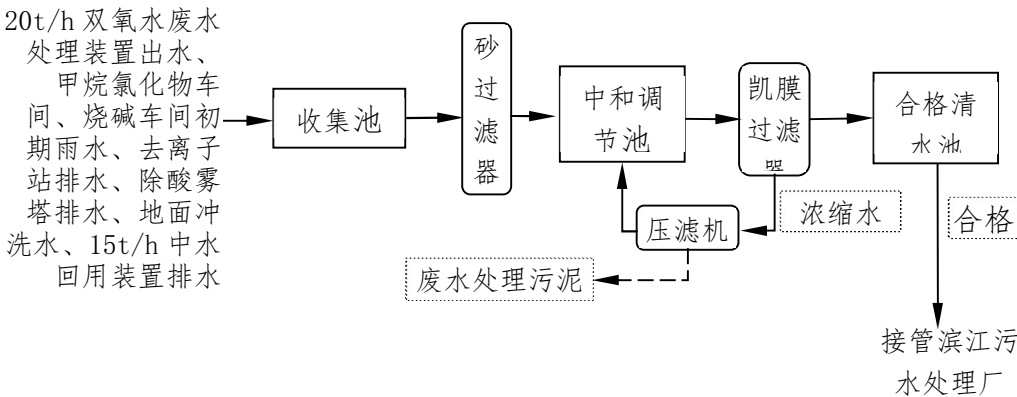 20t/h 双氧水废水
处理装置出水、
甲烷氯化物车
间、烧碱车间初
期雨水、去离子
站排水、除酸雾
塔排水、地面冲
洗水、15t/h 中水
回用装置排水
收集池
砂
过
滤
器
中和调
节池
凯膜
过滤
器
合格清
水池
压滤机
浓缩水
合格
废水处理污泥
接管滨江污
水处理厂